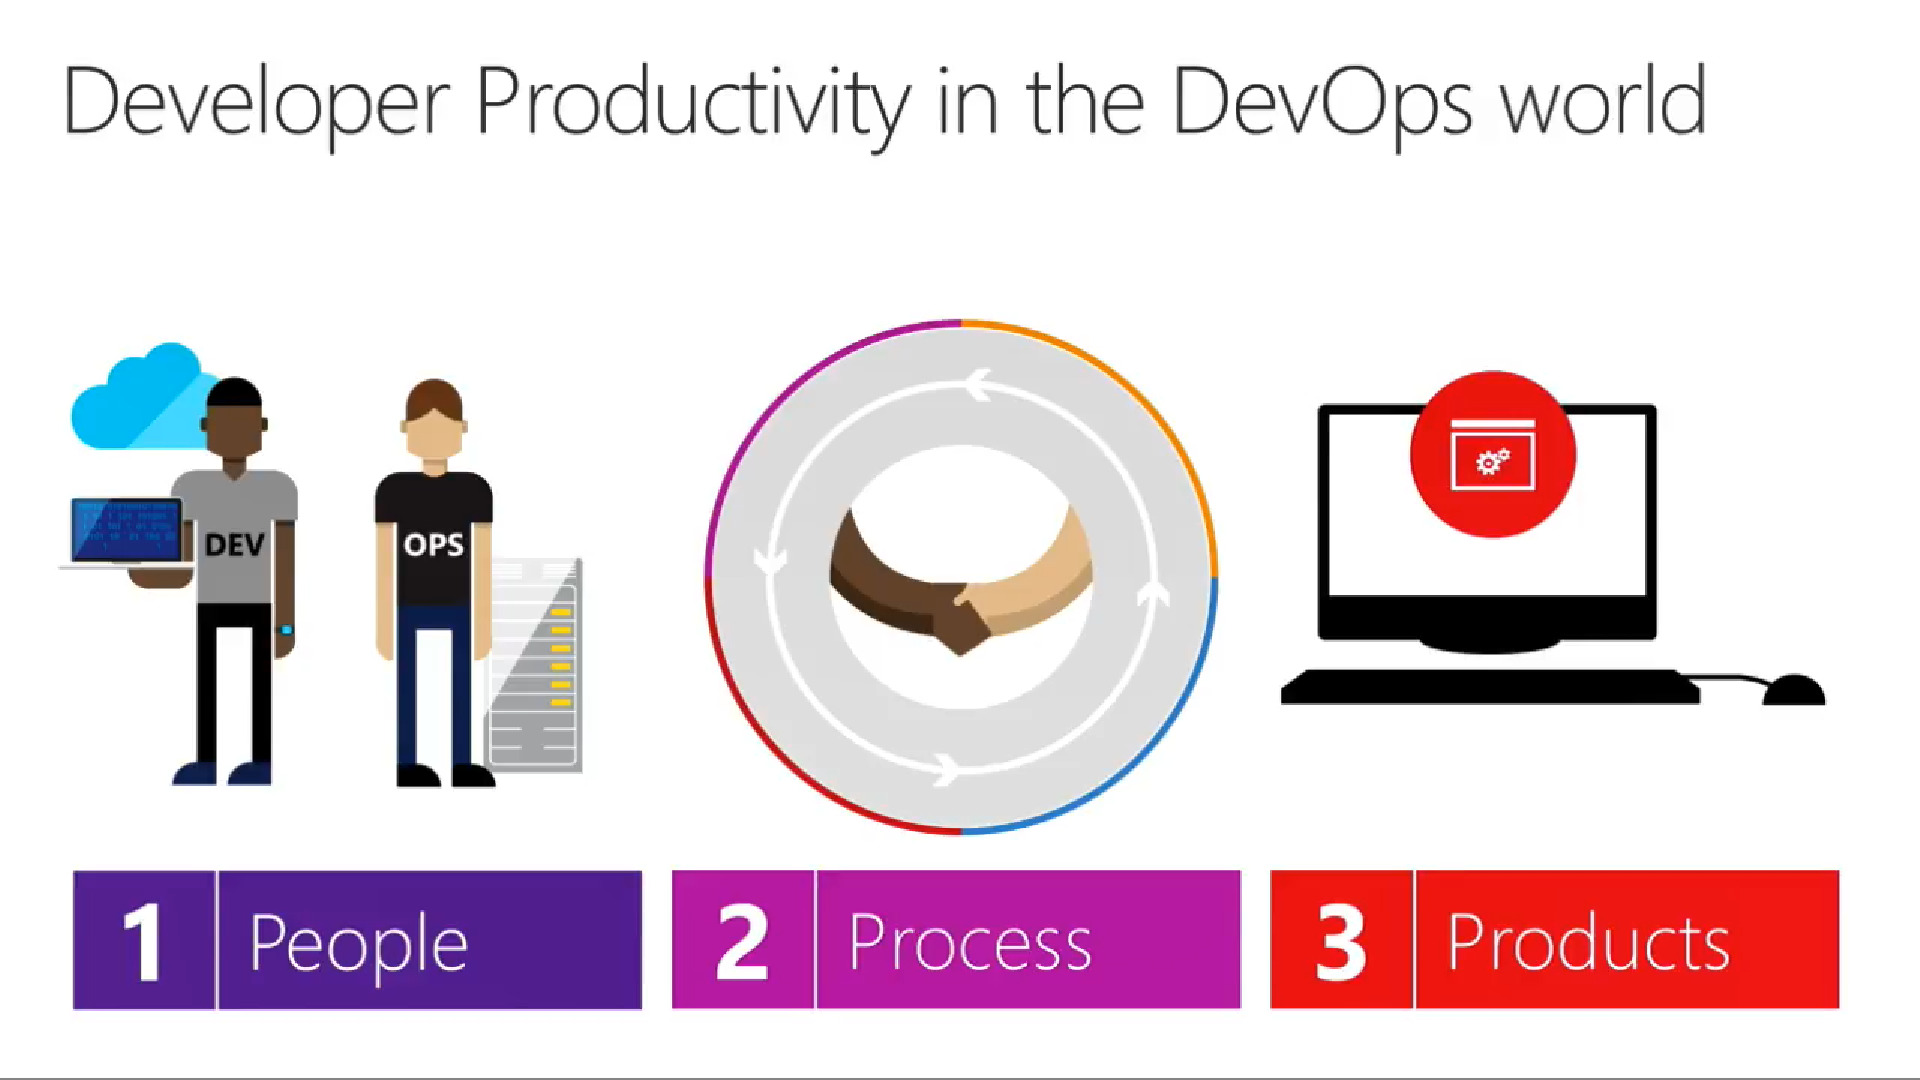 Developer Productivity in the DevOps world
DEV
OPS
1 People
2 Process
3 Products